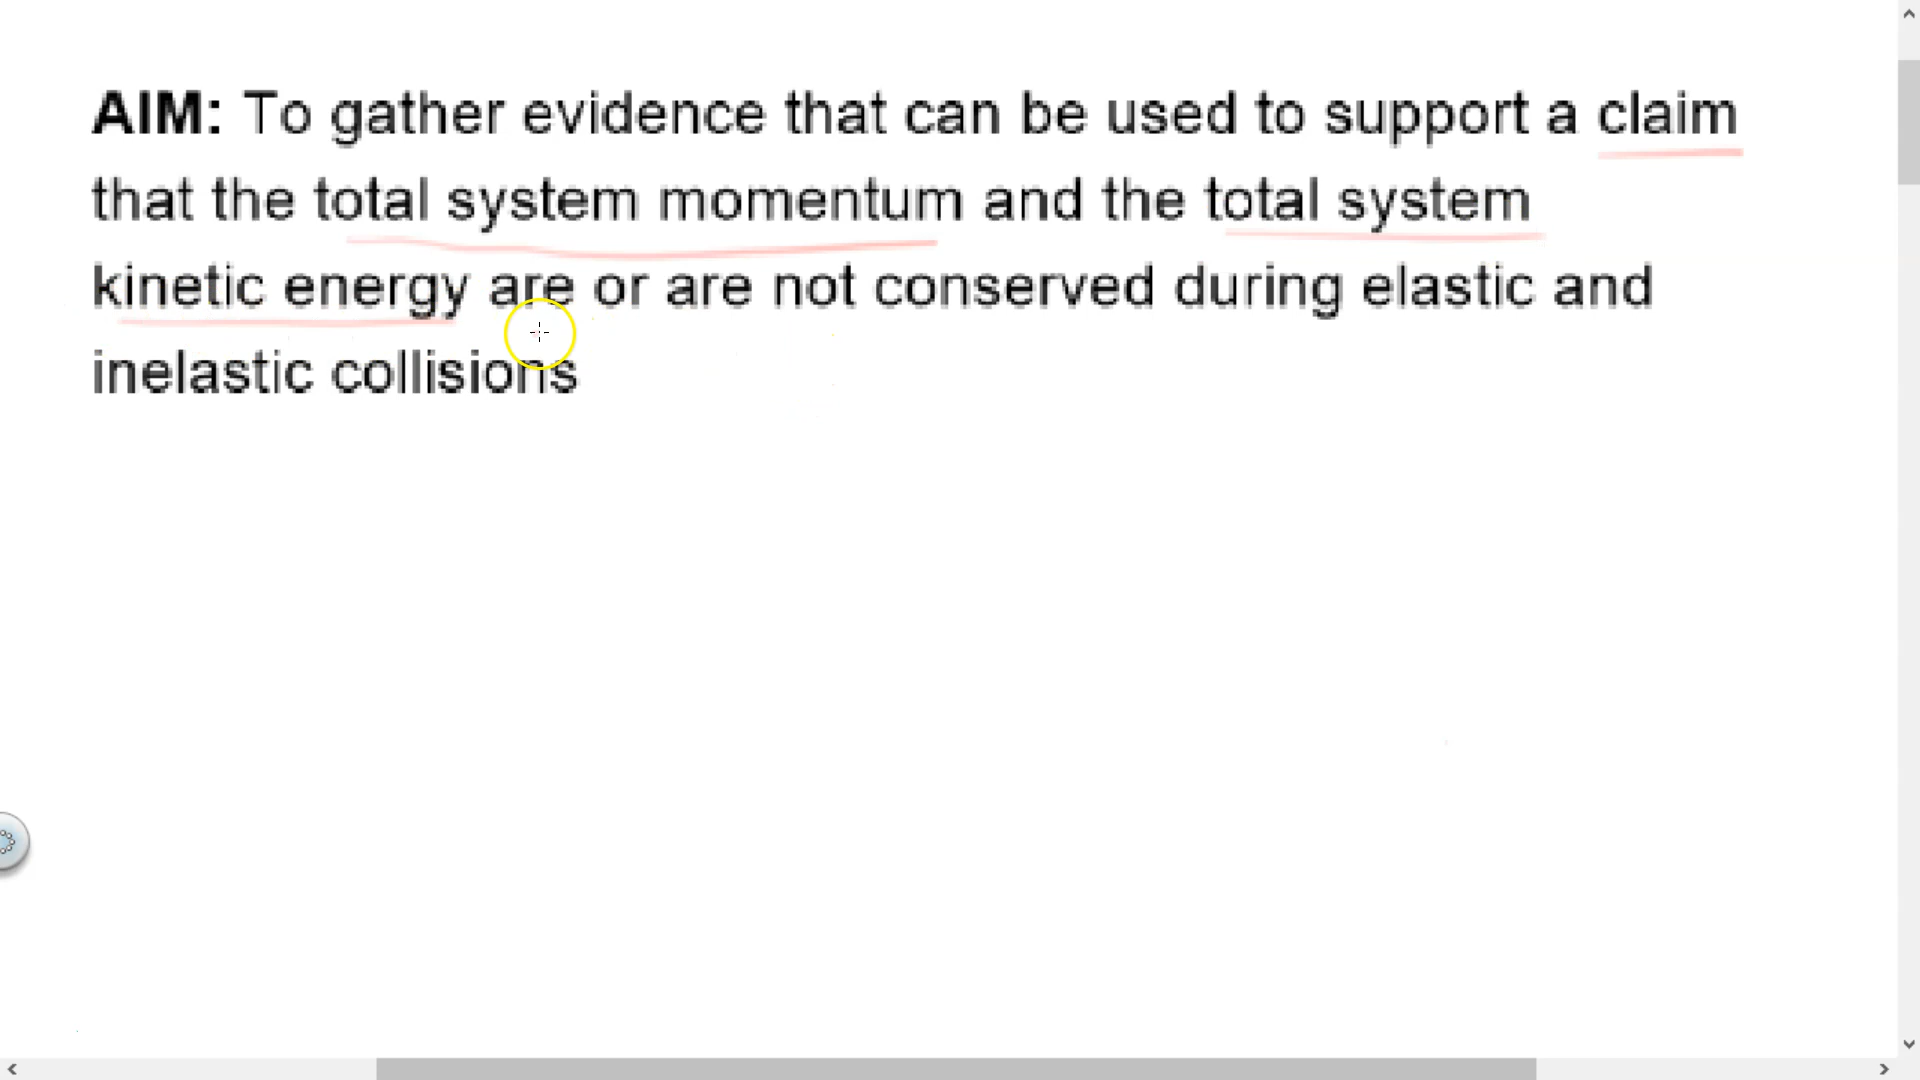 AIM: To gather evidence that can be used to support a claim
that the total system momentum and the total system
kinetic energy are or are not conserved during elastic and
inelastic collisions